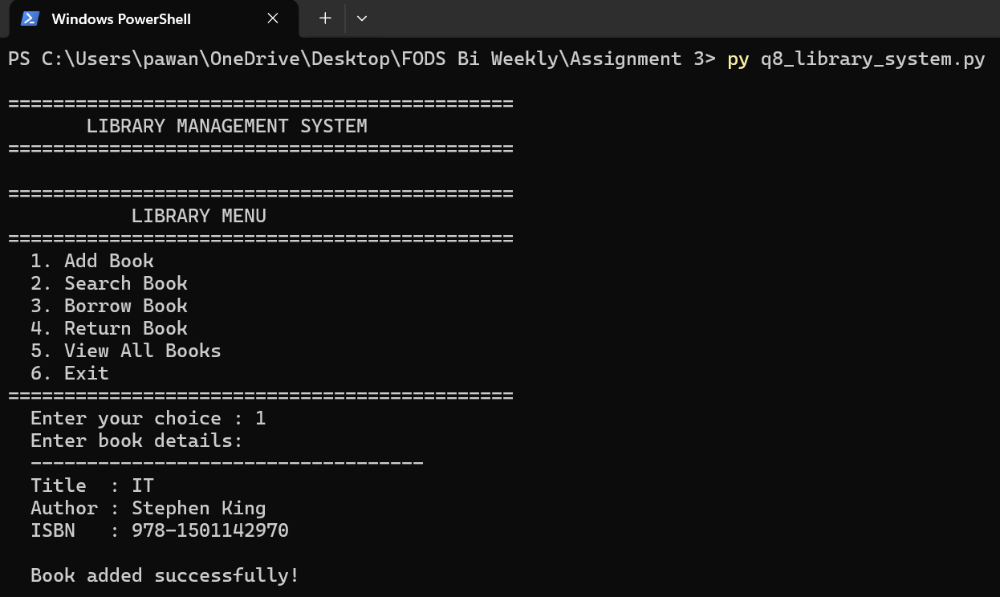 Windows PowerShell
PS C:\Users\pawan\OneDrive\Desktop\FODS Bi Weekly\Assignment 3> py q8_library_system.py
=============================================
LIBRARY MANAGEMENT SYSTEM
=============================================
=============================================
LIBRARY MENU
=============================================
1. Add Book
2. Search Book
3. Borrow Book
4. Return Book
5. View All Books
6. Exit
=============================================
Enter your choice : 1
Enter book details:
-----------------------------------
Title  : IT
Author : Stephen King
ISBN   : 978-1501142970
Book added successfully!